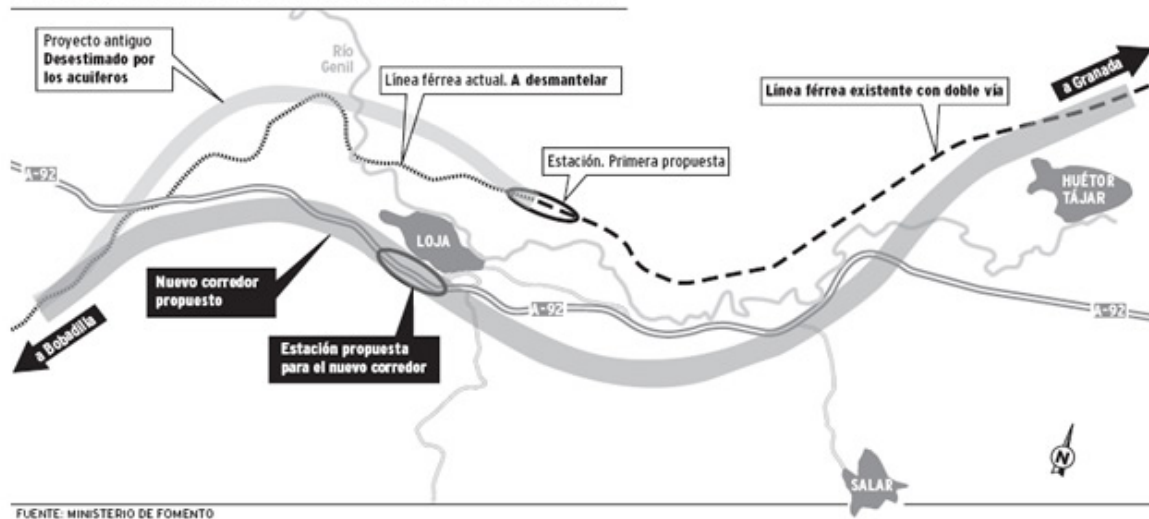 Proyecto antiguo
Desestimado por
los acuíferos
Río
Genil
Línea férrea actual. A desmantelar
Línea férrea existente con doble vía
a Granada
Estación. Primera propuesta
A-92
HUÉTOR
TÁJAR
LOJA
Nuevo corredor
propuesto
A-92
a Bobadilla
Estación propuesta
para el nuevo corredor
N
SALAR
FUENTE: MINISTERIO DE FOMENTO